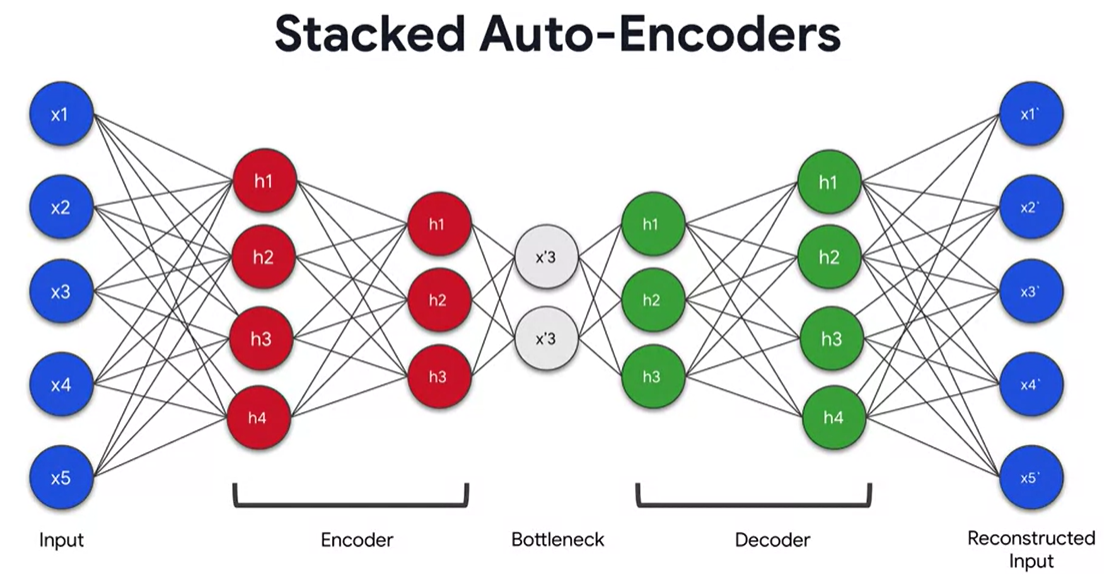 Stacked Auto-Encoders
x1
x2
x3
x4
x5
h1
h2
h3
h4
h1
h2
h3
x'3
x'3
h1
h2
h3
h1
h2
h3
h4
x1`
x2`
x3`
x4`
x5`
Input
Encoder
Bottleneck
Decoder
Reconstructed
Input